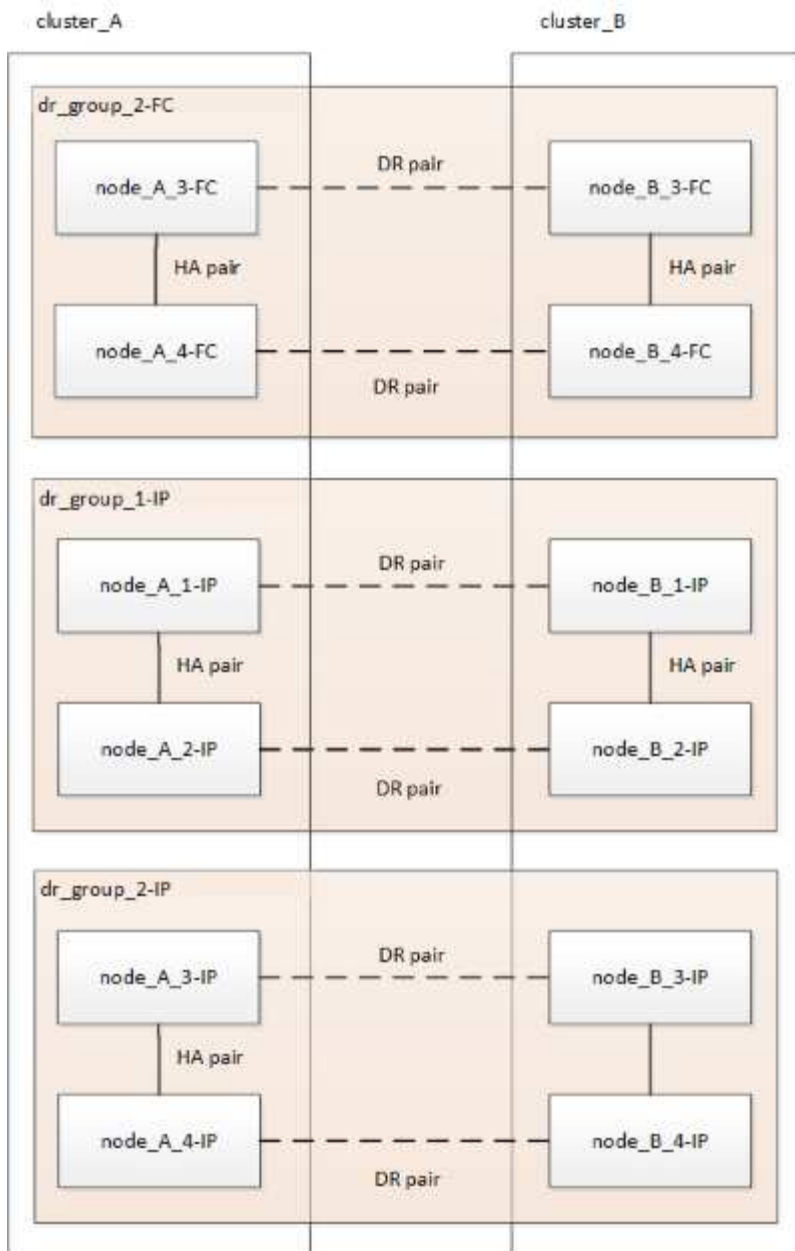 cluster_A
cluster_B
dr_group_2-FC
DR pair
node_A_3-FC
node_B_3-FC
HA pair
HA pair
node_A_4-FC
node_B_4-FC
DR pair
dr_group_1-IP
DR pair
node_A_1-IP
node_B_1-IP
HA pair
HA pair
node_A_2-IP
node_B_2-IP
DR pair
dr_group_2-IP
DR pair
node_A_3-IP
node_B_3-IP
HA pair
node_A_4-IP
node_B_4-IP
DR pair